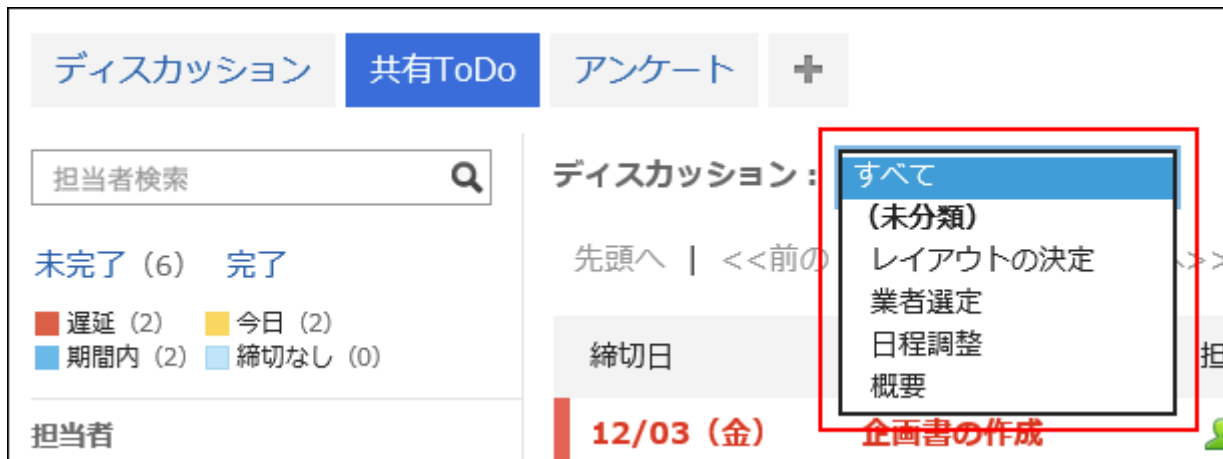 ディスカッション 共有ToDo アンケート +
担当者検索
未完了 (6) 完了
遅延 (2) 今日 (2)
期間内 (2) 締切なし (0)
担当者
ディスカッション：
すべて
(未分類)
レイアウトの決定
業者選定
日程調整
概要
先頭へ | <<前の >>
締切日 担
12/03 (金) 企画書の作成